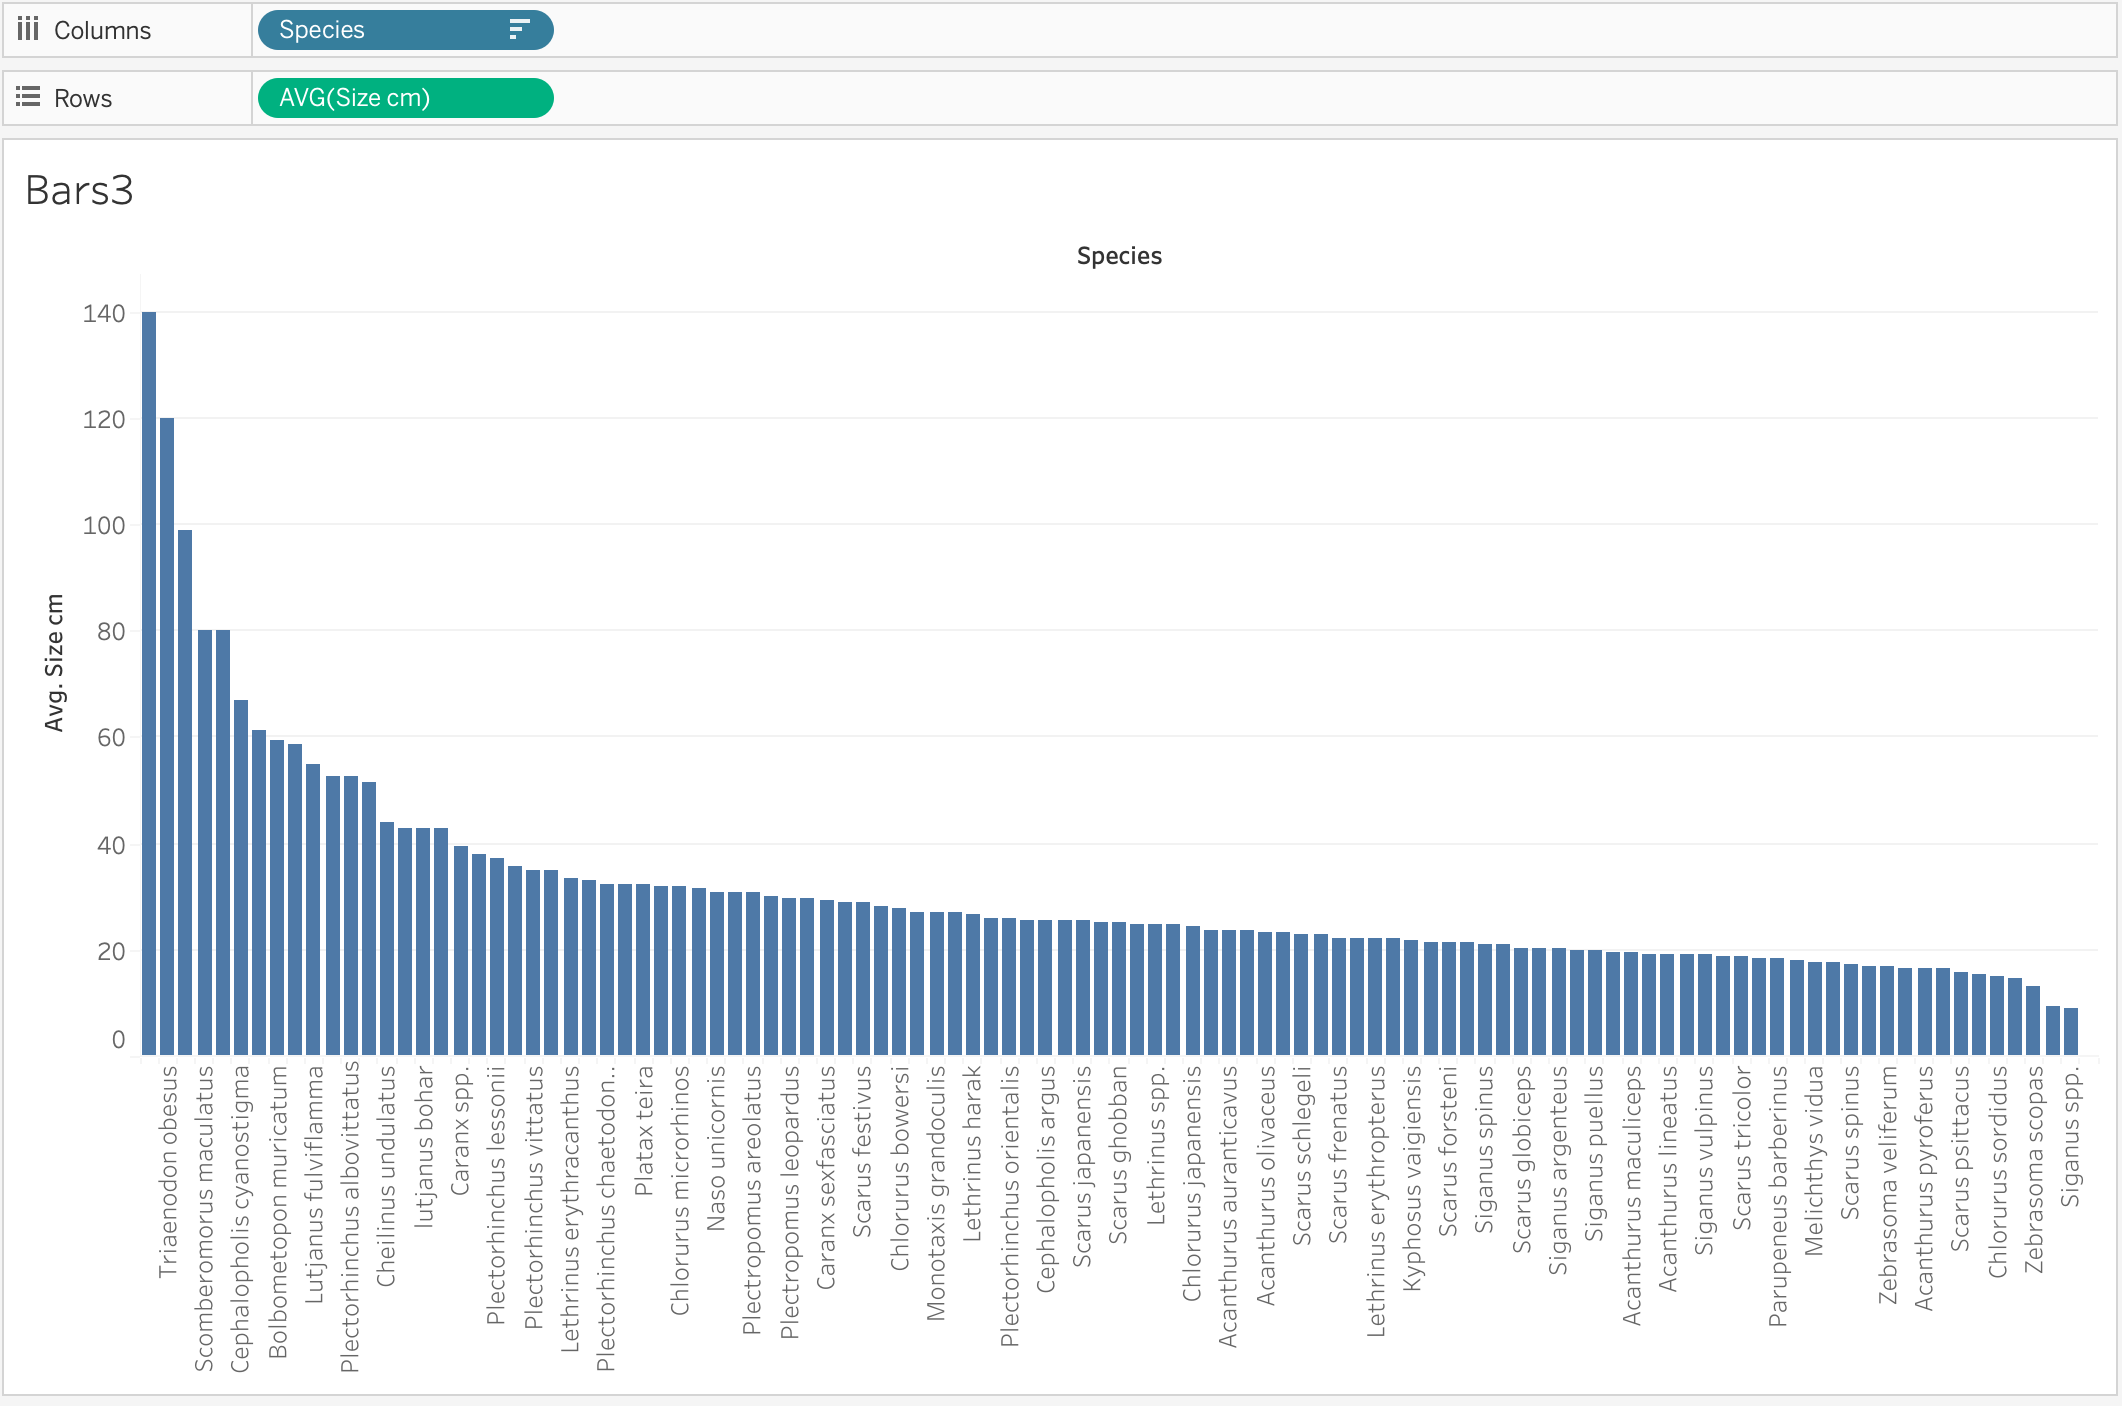 Columns
Species
Rows
AVG(Size cm)
Bars3
Species
Avg. Size cm
140
120
100
80
60
40
20
0
Triaenodon obesus
Scomberomorus maculatus
Cephalopholis cyanostigma
Bolbometopon muricatum
Lutjanus fulviflamma
Plectorhinchus albovittatus
Cheilinus undulatus
lutjanus bohar
Caranx spp.
Plectorhinchus lessonii
Plectorhinchus vittatus
Lethrinus erythracanthus
Plectorhinchus chaetodon..
Platax teira
Chlorurus microrhinos
Naso unicornis
Plectropomus areolatus
Plectropomus leopardus
Caranx sexfasciatus
Scarus festivus
Chlorurus bowersi
Monotaxis grandoculis
Lethrinus harak
Plectorhinchus orientalis
Cephalopholis argus
Scarus japanensis
Scarus ghobban
Lethrinus spp.
Chlorurus japanensis
Acanthurus auranticavus
Acanthurus olivaceus
Scarus schlegeli
Scarus frenatus
Lethrinus erythropterus
Kyphosus vaigiensis
Scarus forsteni
Siganus spinus
Scarus globiceps
Siganus argenteus
Siganus puellus
Acanthurus maculiceps
Acanthurus lineatus
Siganus vulpinus
Scarus tricolor
Parupeneus barberinus
Melichthys vidua
Scarus spinus
Zebrasoma veliferum
Acanthurus pyroferus
Scarus psittacus
Chlorurus sordidus
Zebrasoma scopas
Siganus spp.